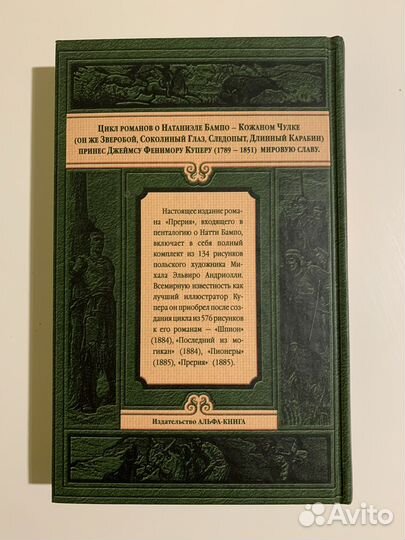 Цикл романов о Натаниэле Бампо – Кожаном Чулке
(он же Зверобой, Соколиный Глаз, Следопыт, Длинный Карабин)
принес Джеймсу Фенимору Куперу (1789 – 1851) мировую славу.
Настоящее издание рома-
на «Прерия», входящего в
пенталогию о Натти Бампо,
включает в себя полный
комплект из 134 рисунков
польского художника Ми-
хала Эльвиро Андриолли.
Всемирную известность как
лучший иллюстратор Ку-
пера он приобрел после со-
здания цикла из 576 рисунков
к его романам — «Шпион»
(1884), «Последний из мо-
гикан» (1884), «Пионеры»
(1885), «Прерия» (1885).
Издательство АЛЬФА-КНИГА
Avito